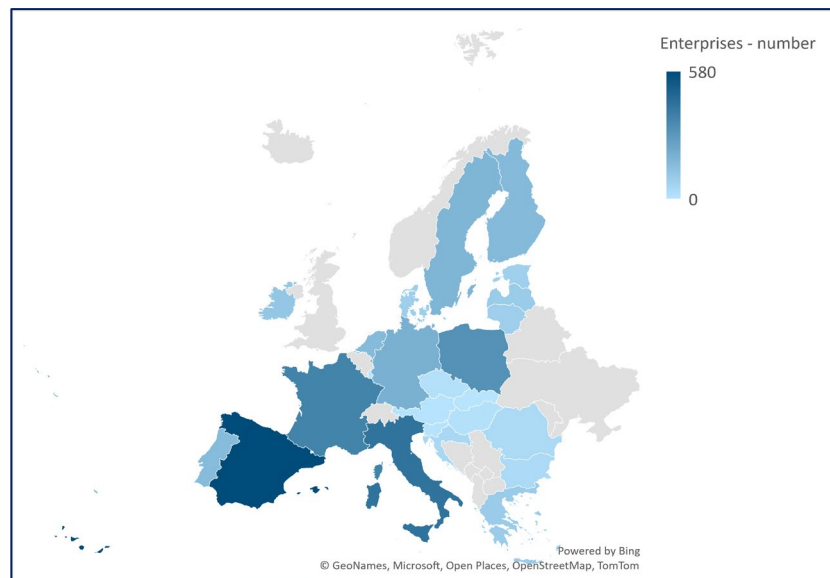 Enterprises - number
580
0
Powered by Bing
© GeoNames, Microsoft, Open Places, OpenStreetMap, TomTom